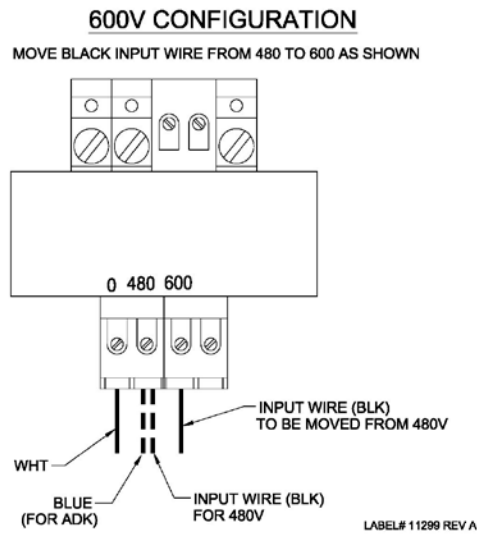 600V CONFIGURATION
MOVE BLACK INPUT WIRE FROM 480 TO 600 AS SHOWN
0 480 600
INPUT WIRE (BLK)
TO BE MOVED FROM 480V
WHT
BLUE
(FOR ADK)
INPUT WIRE (BLK)
FOR 480V
LABEL# 11299 REV A